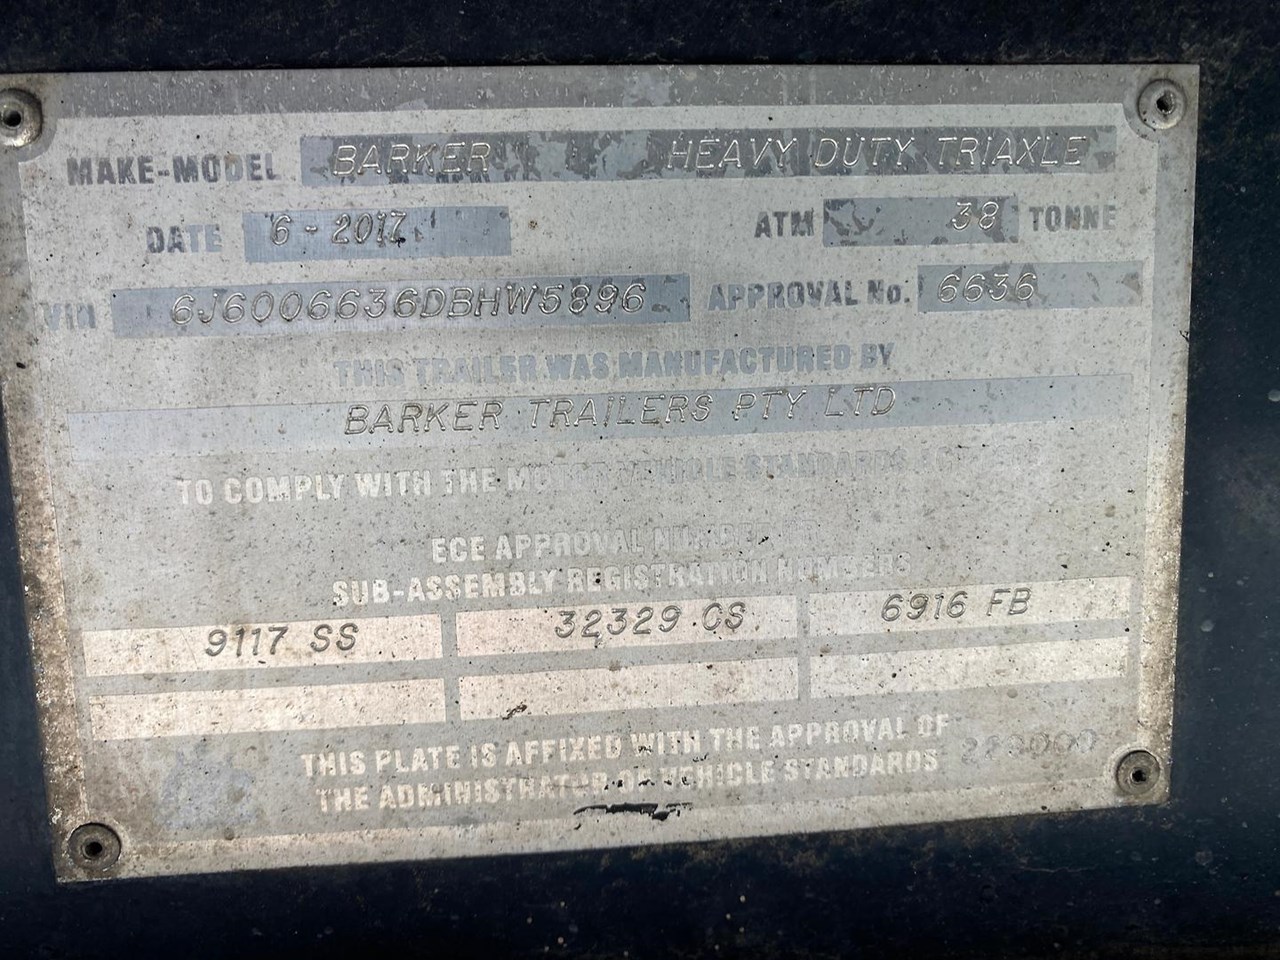 MAKE-MODEL BARKER HEAVY DUTY TRIAXLE
DATE 6-2017 ATM 38 TONNE
VIN 6J6006636DBHW5896 APPROVAL No. 6636
THIS TRAILER WAS MANUFACTURED BY
BARKER TRAILERS PTY LTD
TO COMPLY WITH THE MOTOR VEHICLE STANDARDS
ECE APPROVAL NUMBERS
SUB-ASSEMBLY REGISTRATION NUMBERS
9117 SS 32329 CS 6916 FB
THIS PLATE IS AFFIXED WITH THE APPROVAL OF
THE ADMINISTRATOR OF VEHICLE STANDARDS